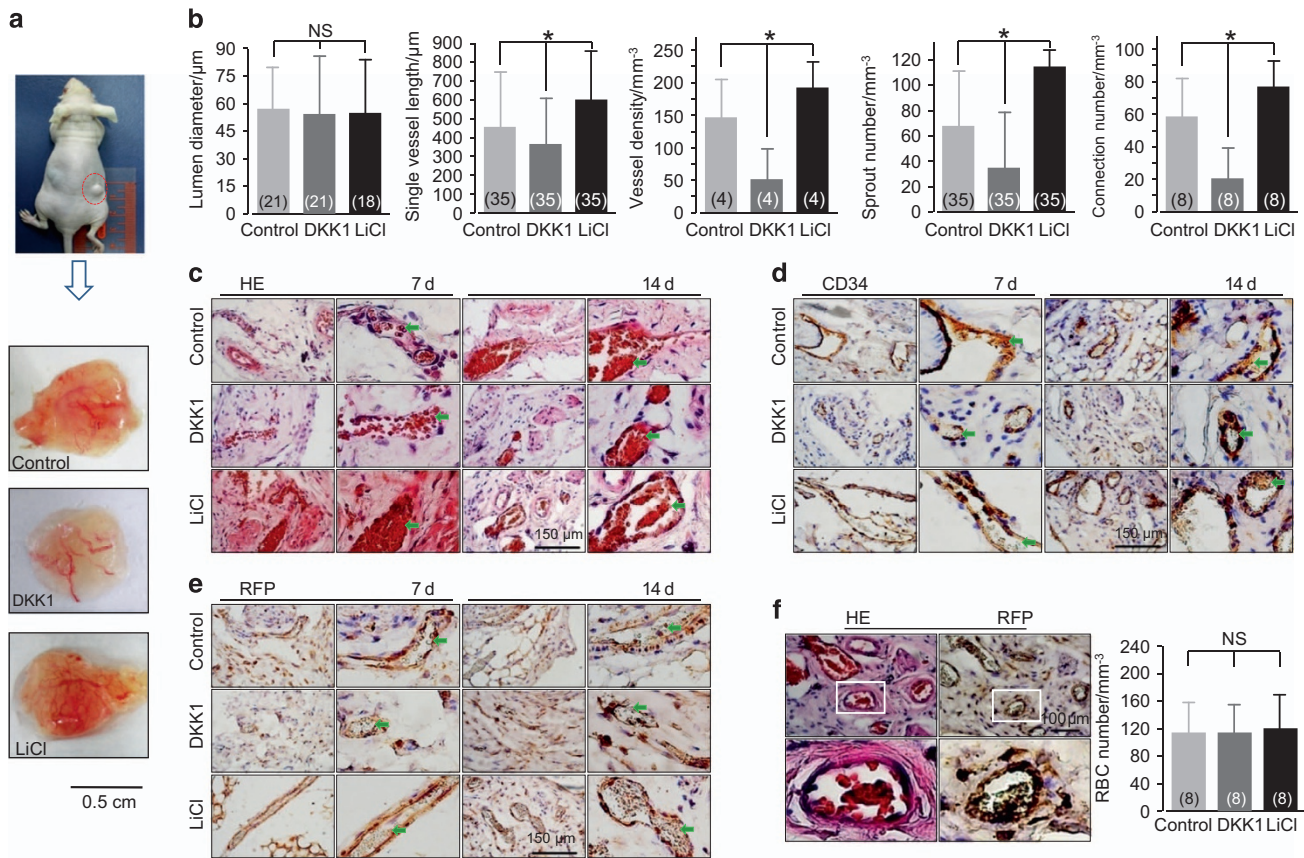 a
Control
DKK1
LiCl
0.5 cm
b
NS
Lumen diameter/μm
90
75
60
45
30
15
0
(21) (21) (18)
Control DKK1 LiCl
*
Single vessel length/μm
900
800
700
600
500
400
300
200
100
0
(35) (35) (35)
Control DKK1 LiCl
*
Vessel density/mm⁻³
250
200
150
100
50
0
(4) (4) (4)
Control DKK1 LiCl
*
Sprout number/mm⁻³
140
120
100
80
60
40
20
0
(35) (35) (35)
Control DKK1 LiCl
*
Connection number/mm⁻³
100
80
60
40
20
0
(8) (8) (8)
Control DKK1 LiCl
c
HE 7 d 14 d
Control
DKK1
LiCl
150 μm
d
CD34 7 d 14 d
Control
DKK1
LiCl
150 μm
e
RFP 7 d 14 d
Control
DKK1
LiCl
150 μm
f
HE RFP
100 μm
NS
RBC number/mm⁻³
240
200
160
120
80
40
0
(8) (8) (8)
Control DKK1 LiCl